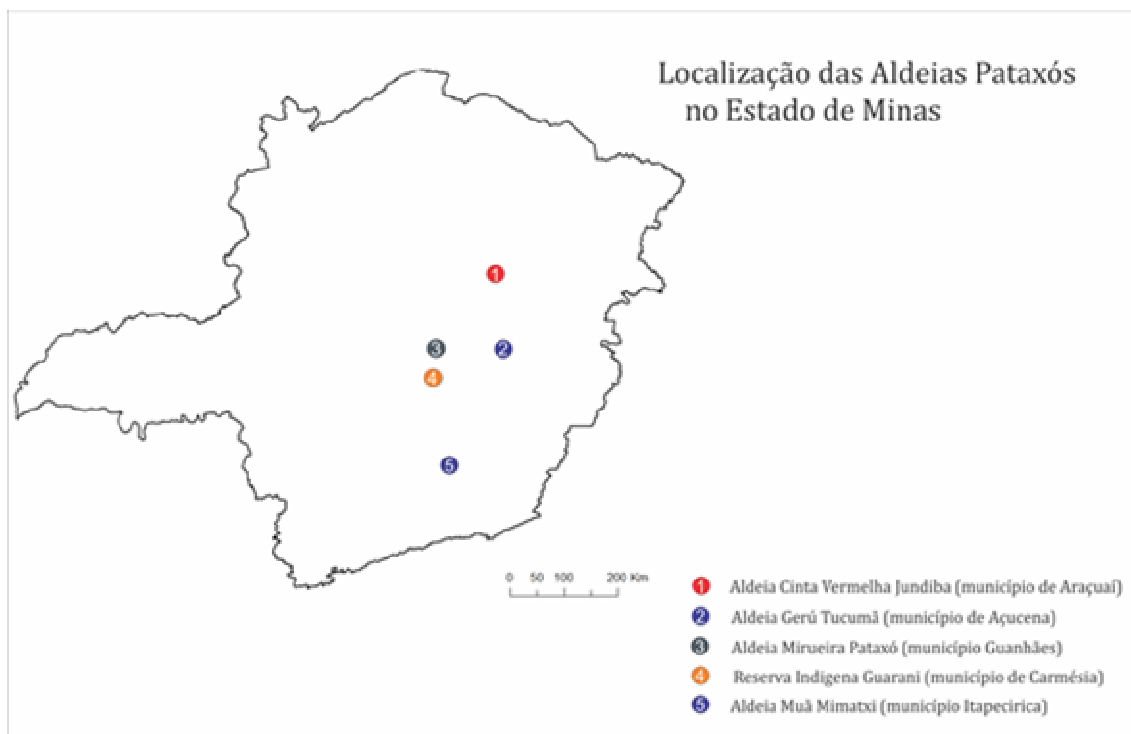 Localização das Aldeias Pataxós
no Estado de Minas
1
3
2
4
5
0 50 100 200 Km
1 Aldeia Cinta Vermelha Jundiba (município de Araçuaí)
2 Aldeia Gerú Tucumã (município de Açucena)
3 Aldeia Mirueira Pataxó (município Guanhães)
4 Reserva Indigena Guarani (município de Carmésia)
5 Aldeia Muã Mimatxi (município Itapecirica)